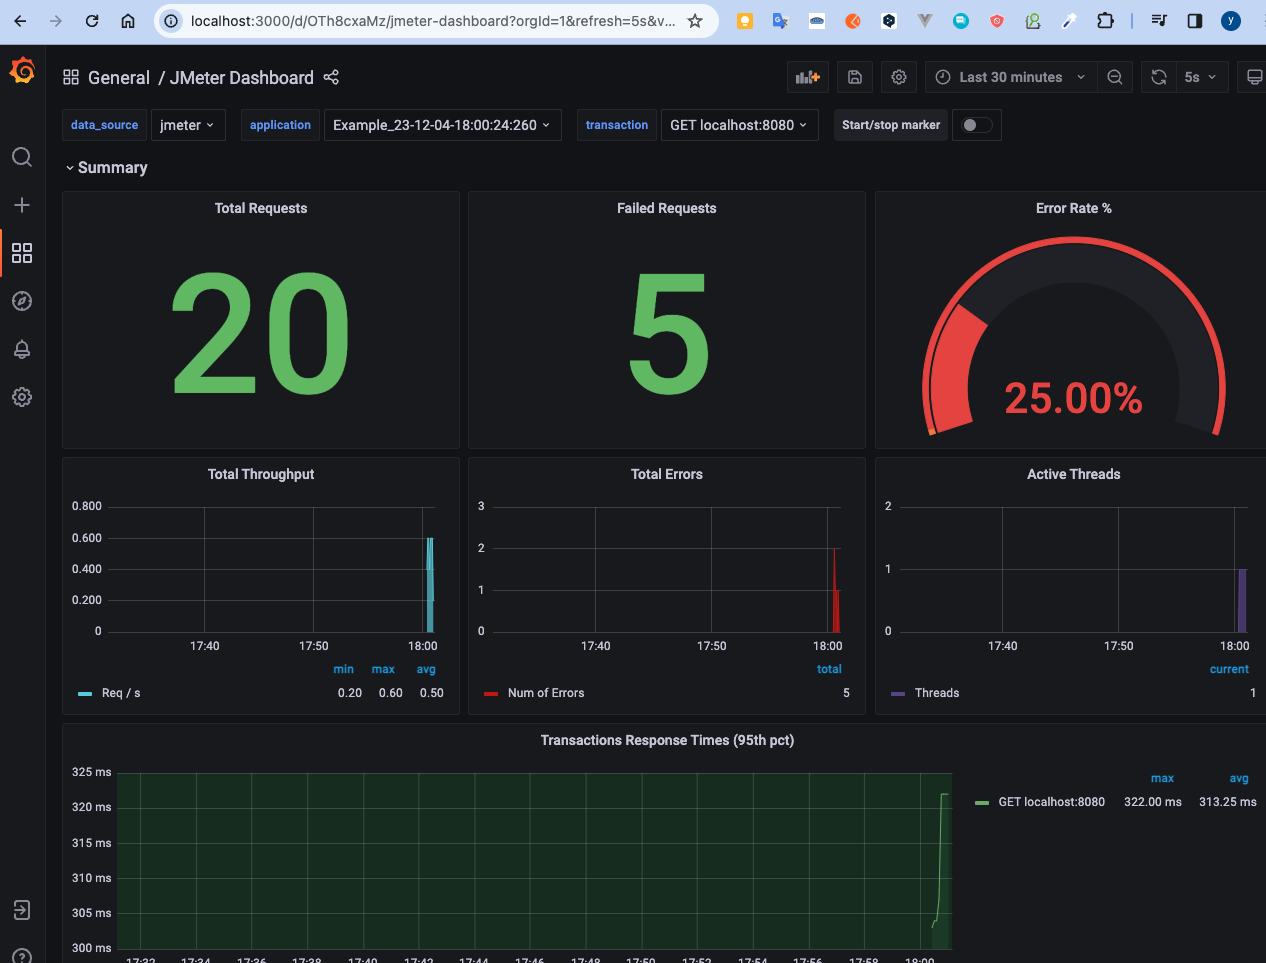 localhost:3000/d/OTh8cxaMz/jmeter-dashboard?orgId=1&refresh=5s&v...
y
General / JMeter Dashboard
Last 30 minutes
5s
data_source jmeter application Example_23-12-04-18:00:24:260 transaction GET localhost:8080 Start/stop marker
Summary
Total Requests
20
Failed Requests
5
Error Rate %
25.00%
Total Throughput
0.800
0.600
0.400
0.200
0
17:40 17:50 18:00
min max avg
Req / s 0.20 0.60 0.50
Total Errors
3
2
1
0
17:40 17:50 18:00
total
Num of Errors 5
Active Threads
2
1
0
17:40 17:50 18:00
current
Threads 1
Transactions Response Times (95th pct)
325 ms
320 ms
315 ms
310 ms
305 ms
300 ms
17:32 17:34 17:36 17:38 17:40 17:42 17:44 17:46 17:48 17:50 17:52 17:54 17:56 17:58 18:00
max avg
GET localhost:8080 322.00 ms 313.25 ms